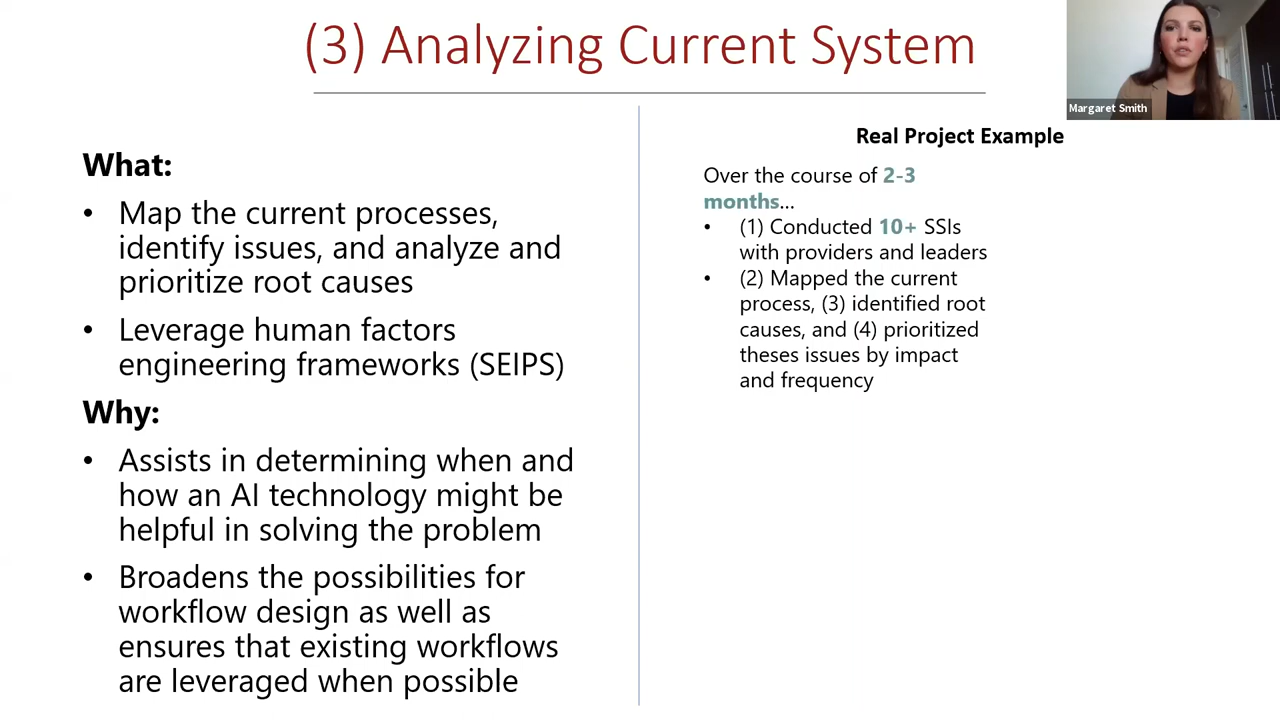 (3) Analyzing Current System
Margaret Smith
What:
• Map the current processes,
identify issues, and analyze and
prioritize root causes
• Leverage human factors
engineering frameworks (SEIPS)
Why:
• Assists in determining when and
how an AI technology might be
helpful in solving the problem
• Broadens the possibilities for
workflow design as well as
ensures that existing workflows
are leveraged when possible
Real Project Example
Over the course of 2-3
months...
• (1) Conducted 10+ SSIs
with providers and leaders
• (2) Mapped the current
process, (3) identified root
causes, and (4) prioritized
theses issues by impact
and frequency